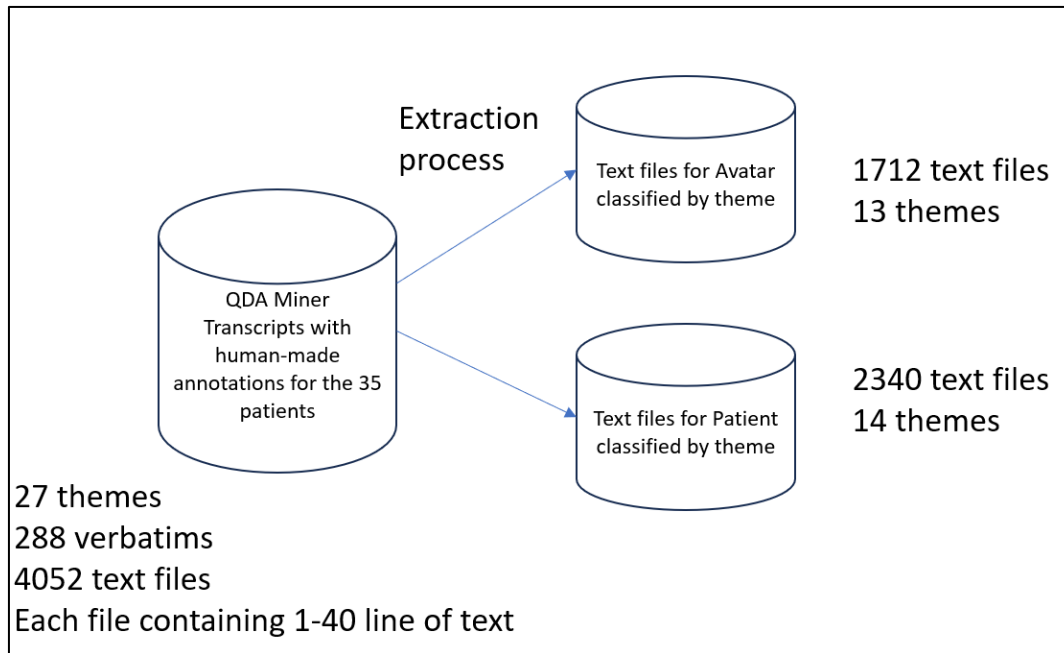 Extraction
process
Text files for Avatar
classified by theme
1712 text files
13 themes
QDA Miner
Transcripts with
human-made
annotations for the 35
patients
Text files for Patient
classified by theme
2340 text files
14 themes
27 themes
288 verbatims
4052 text files
Each file containing 1-40 line of text